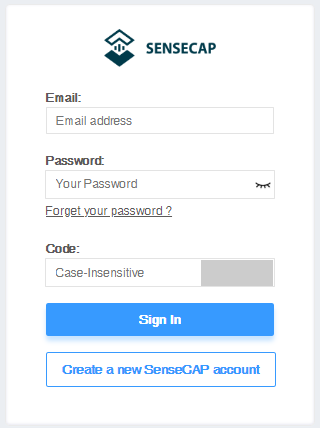 SENSECAP
Email:
Email address
Password:
Your Password
Forget your password ?
Code:
Case-Insensitive
Sign In
Create a new SenseCAP account